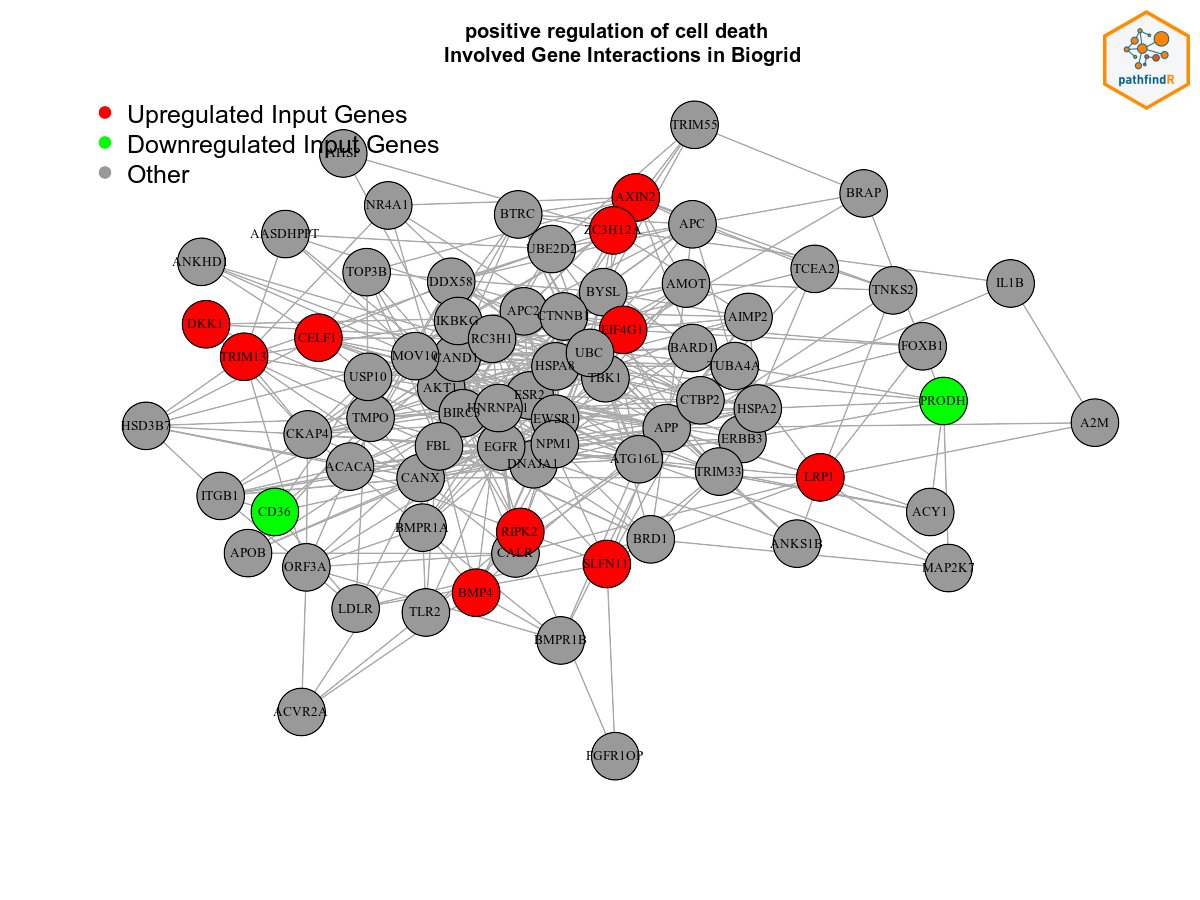 positive regulation of cell death
Involved Gene Interactions in Biogrid
pathfindR
Upregulated Input Genes
Downregulated Input Genes
Other
AHSP
TRIM55
NR4A1
BTRC
AXIN2
BRAP
AASDHPPT
ZC3H12A
APC
UBE2D2
ANKHD1
TOP3B
DDX58
TCEA2
IL1B
BYSL
AMOT
TNKS2
DKK1
IKBKG
APC2
CTNNB1
AIMP2
CELF1
RC3H1
EIF4G1
TRIM13
MOV10
CAND1
UBC
BARD1
FOXB1
USP10
HSPA8
TBK1
TUBA4A
AKT1
ESR2
CTBP2
PRODH
HSD3B7
TMPO
BIRC3
HNRNPA1
EWSR1
HSPA2
A2M
CKAP4
FBL
EGFR
NPM1
APP
ERBB3
ACACA
CANX
DNAJA1
ATG16L1
TRIM33
LRP1
ITGB1
CD36
BMPR1A
RIPK2
BRD1
ACY1
APOB
ORF3A
CALR
SLFN11
ANKS1B
MAP2K7
LDLR
TLR2
BMP4
BMPR1B
ACVR2A
FGFR1OP